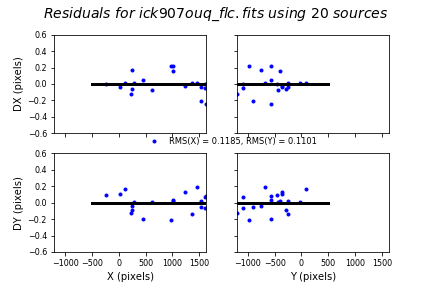 Residuals for ick907ouq_flc.fits using 20 sources
DX (pixels)
0.6
0.4
0.2
0.0
−0.2
−0.4
−0.6
RMS(X) = 0.1185, RMS(Y) = 0.1101
DY (pixels)
0.6
0.4
0.2
0.0
−0.2
−0.4
−0.6
−1000 −500 0 500 1000 1500
−1000 −500 0 500 1000 1500
X (pixels)
Y (pixels)